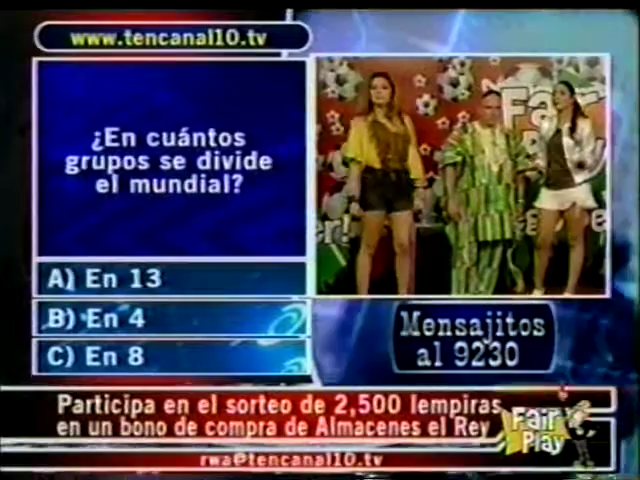 www.tencanal10.tv
¿En cuántos
grupos se divide
el mundial?
A) En 13
B) En 4
C) En 8
Fair
Play
Mensajitos
al 9230
Participa en el sorteo de 2,500 lempiras
en un bono de compra de Almacenes el Rey
Fair
Play
rwa@tencanal10.tv